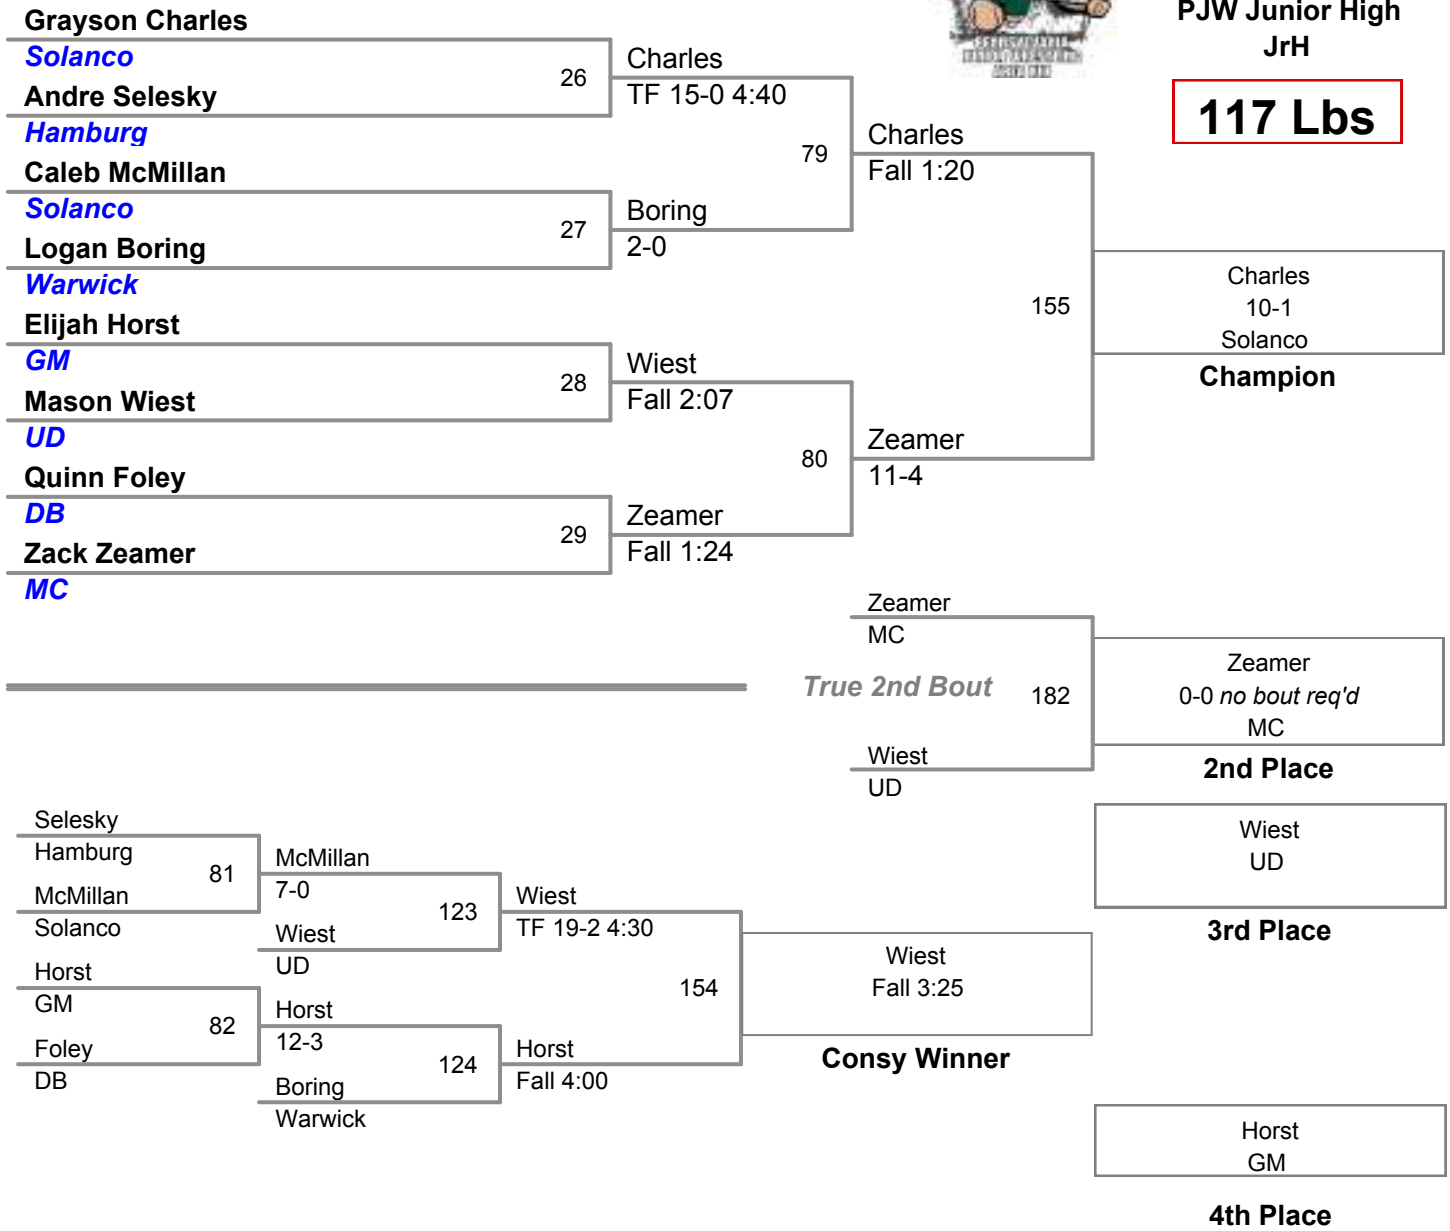 PJW Junior High
JrH
117 Lbs
Grayson Charles
Solanco
Andre Selesky
Hamburg
Caleb McMillan
Solanco
Logan Boring
Warwick
Elijah Horst
GM
Mason Wiest
UD
Quinn Foley
DB
Zack Zeamer
MC
26
27
28
29
Charles
TF 15-0 4:40
Boring
2-0
Wiest
Fall 2:07
Zeamer
Fall 1:24
79
80
Charles
Fall 1:20
Zeamer
11-4
155
Charles
10-1
Solanco
Champion
Zeamer
MC
True 2nd Bout
182
Wiest
UD
Zeamer
0-0 no bout req'd
MC
2nd Place
Selesky
Hamburg
81
McMillan
Solanco
Horst
GM
82
Foley
DB
McMillan
7-0
123
Wiest
UD
Horst
12-3
124
Boring
Warwick
Wiest
TF 19-2 4:30
154
Horst
Fall 4:00
Wiest
Fall 3:25
Consy Winner
Wiest
UD
3rd Place
Horst
GM
4th Place